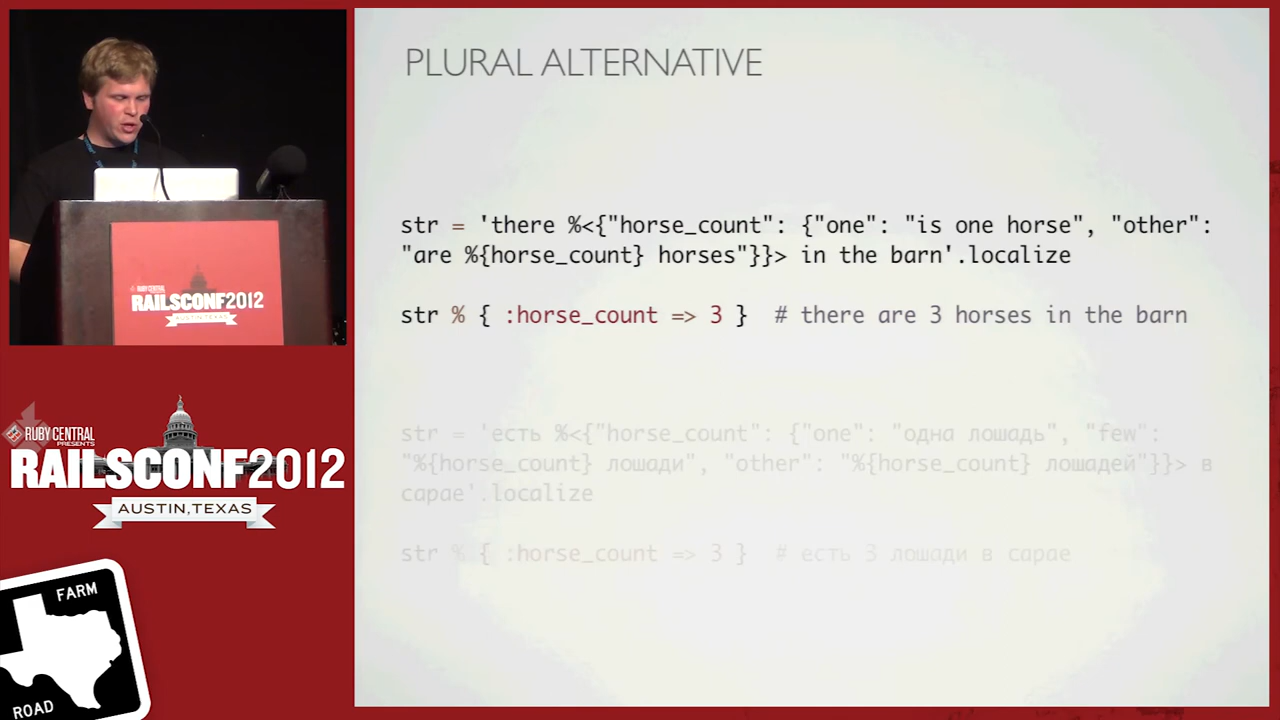 PLURAL ALTERNATIVE
str = 'there %<{"horse_count": {"one": "is one horse", "other":
"are %{horse_count} horses"}}> in the barn'.localize
str % { :horse_count => 3 }  # there are 3 horses in the barn
str = 'есть %<{"horse_count": {"one": "одна лошадь", "few":
"%{horse_count} лошади", "other": "%{horse_count} лошадей"}}> в
сарае'.localize
str % { :horse_count => 3 }  # есть 3 лошади в сарае
RUBY CENTRAL
PRESENTS
RAILSCONF2012
AUSTIN,TEXAS
RUBY CENTRAL
PRESENTS
RAILSCONF2012
AUSTIN,TEXAS
FARM
ROAD